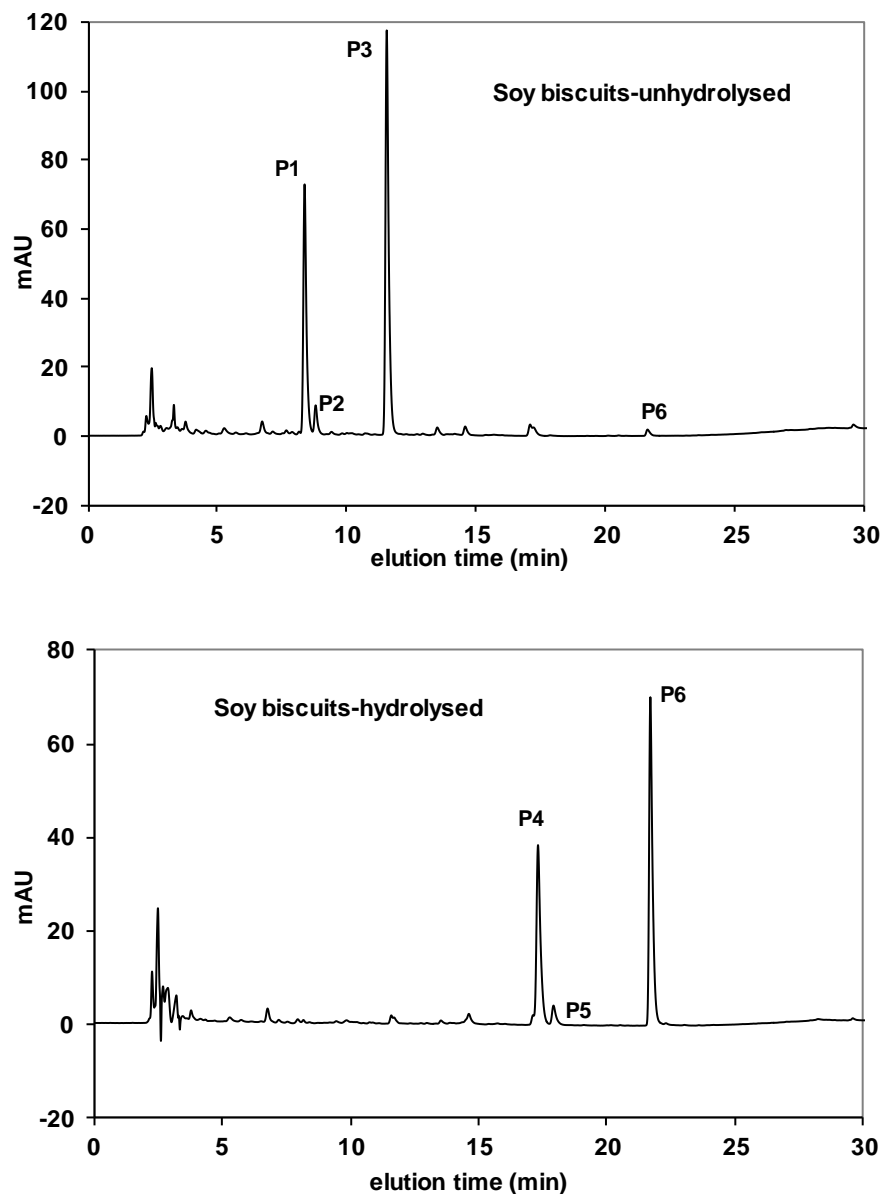 120
100
80
60
40
20
0
-20
mAU
P3
Soy biscuits-unhydrolysed
P1
P2
P6
0 5 10 15 20 25 30
elution time (min)
80
60
40
20
0
-20
mAU
Soy biscuits-hydrolysed
P6
P4
P5
0 5 10 15 20 25 30
elution time (min)